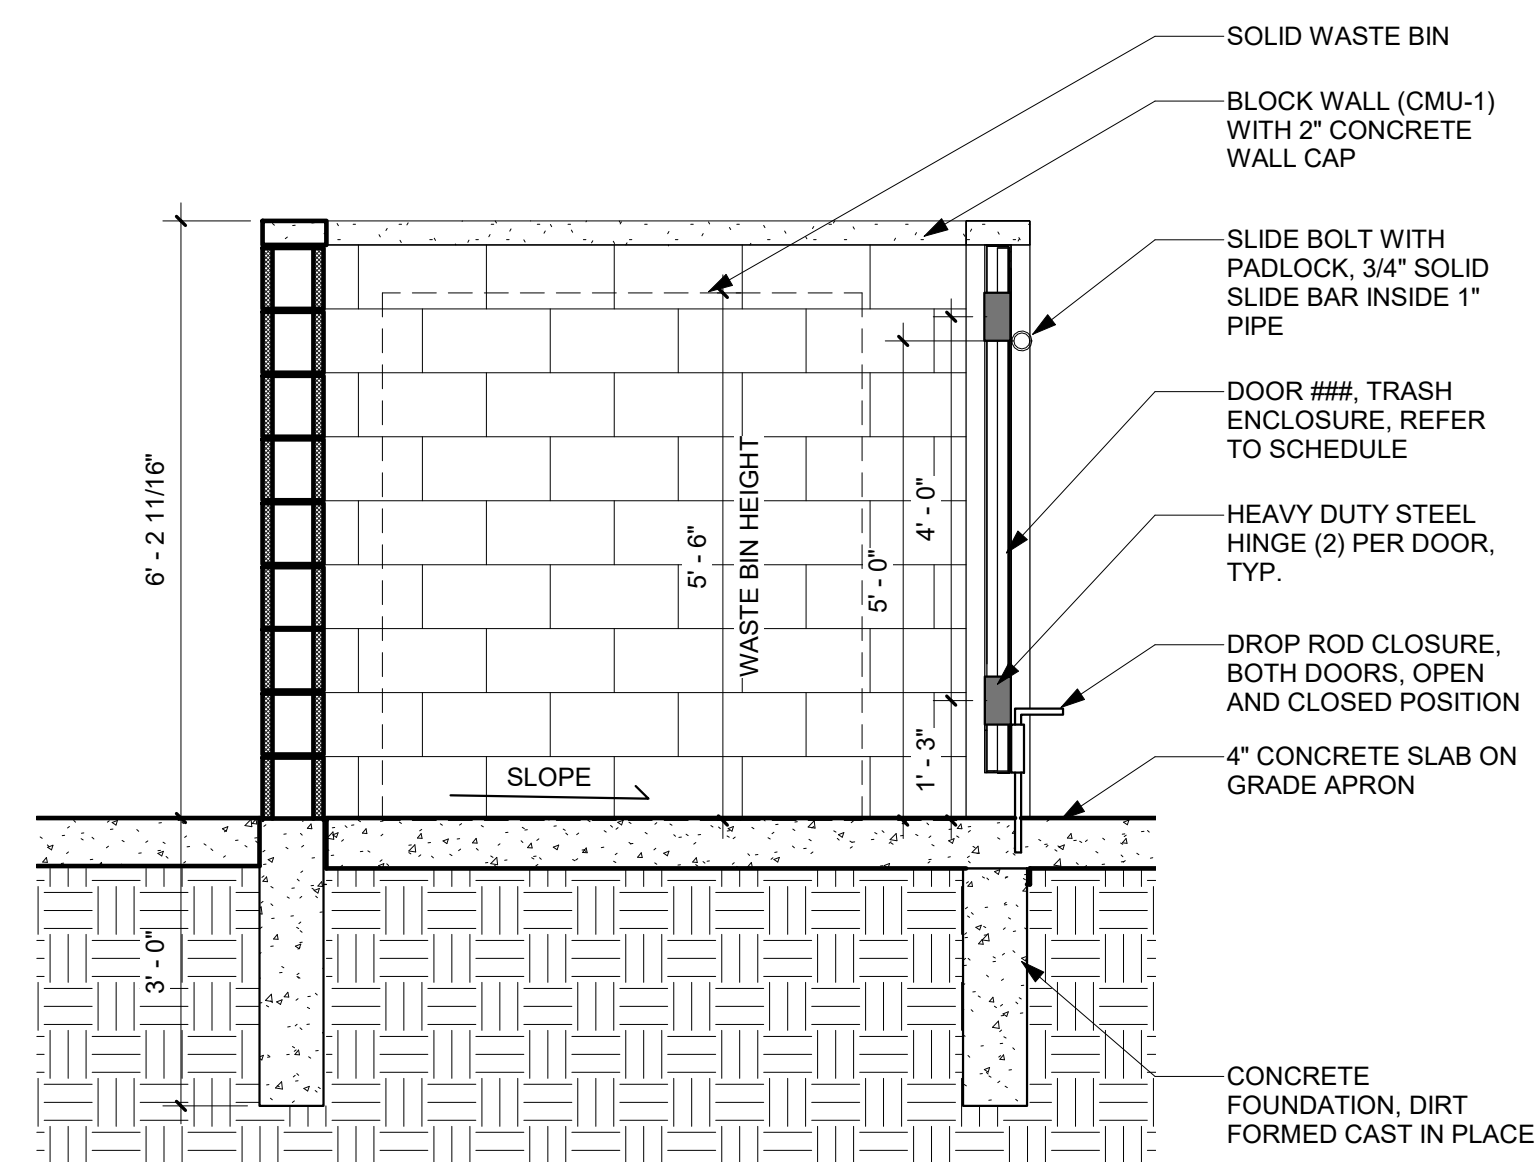 SOLID WASTE BIN
BLOCK WALL (CMU-1)
WITH 2" CONCRETE
WALL CAP
SLIDE BOLT WITH
PADLOCK, 3/4" SOLID
SLIDE BAR INSIDE 1"
PIPE
DOOR ###, TRASH
ENCLOSURE, REFER
TO SCHEDULE
HEAVY DUTY STEEL
HINGE (2) PER DOOR,
TYP.
DROP ROD CLOSURE,
BOTH DOORS, OPEN
AND CLOSED POSITION
4" CONCRETE SLAB ON
GRADE APRON
CONCRETE
FOUNDATION, DIRT
FORMED CAST IN PLACE
6' - 2 11/16"
3' - 0"
5' - 6"
WASTE BIN HEIGHT
5' - 0"
4' - 0"
1' - 3"
SLOPE